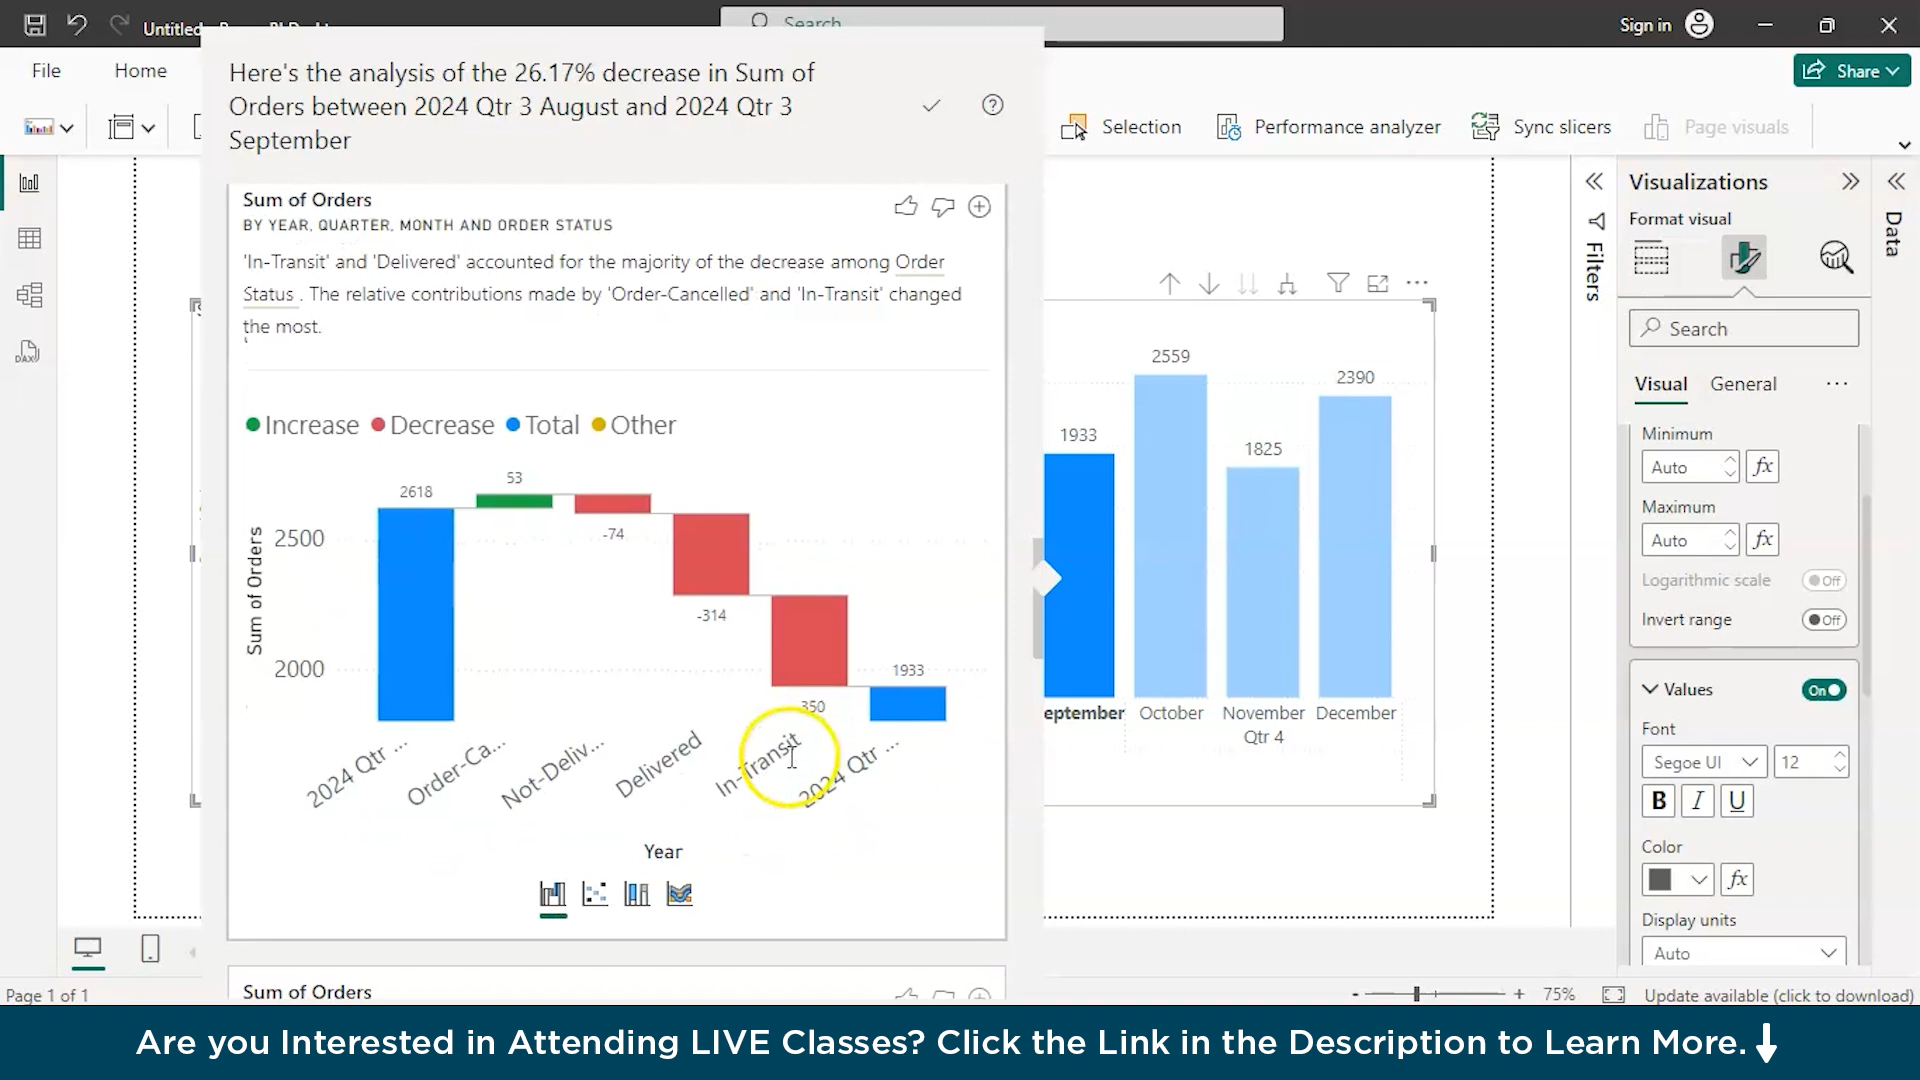 Untitled
Search
Sign in
File
Home
Share
Selection
Performance analyzer
Sync slicers
Page visuals
Here's the analysis of the 26.17% decrease in Sum of
Orders between 2024 Qtr 3 August and 2024 Qtr 3
September
Sum of Orders
BY YEAR, QUARTER, MONTH AND ORDER STATUS
'In-Transit' and 'Delivered' accounted for the majority of the decrease among Order
Status . The relative contributions made by 'Order-Cancelled' and 'In-Transit' changed
the most.
Increase Decrease Total Other
Sum of Orders
2500
2000
2618
53
-74
-314
350
1933
2024 Qtr ...
Order-Ca...
Not-Deliv...
Delivered
In-Transit
2024 Qtr ...
Year
Sum of Orders
1933
2559
1825
2390
eptember
October
November
December
Qtr 4
Filters
Visualizations
Data
Format visual
Search
Visual General
Minimum
Auto
fx
Maximum
Auto
fx
Logarithmic scale Off
Invert range Off
Values On
Font
Segoe UI 12
B I U
Color
fx
Display units
Auto
DAX
Page 1 of 1
- + 75%
Update available (click to download)
Are you Interested in Attending LIVE Classes? Click the Link in the Description to Learn More.